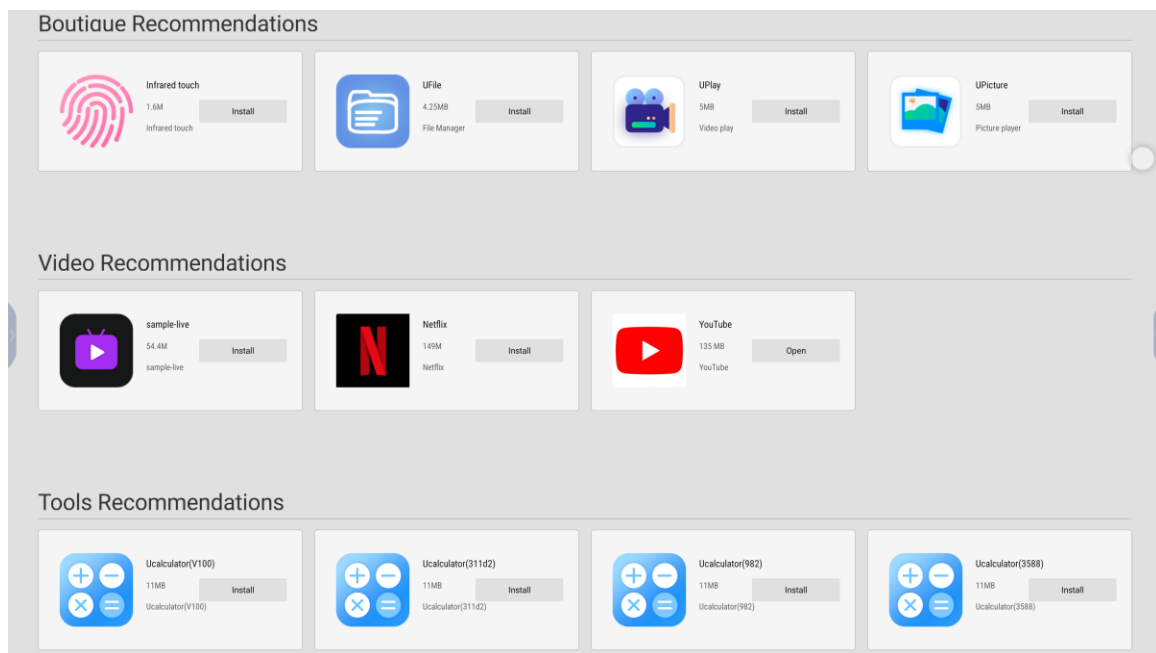 Boutique Recommendations
Infrared touch
1.6M
Install
Infrared touch
UFile
4.25MB
Install
File Manager
UPlay
5MB
Install
Video play
UPicture
5MB
Install
Picture player
Video Recommendations
sample-live
54.4M
Install
sample-live
Netflix
149M
Install
Netflix
YouTube
135 MB
Open
YouTube
Tools Recommendations
Ucalculator(V100)
11MB
Install
Ucalculator(V100)
Ucalculator(311d2)
11MB
Install
Ucalculator(311d2)
Ucalculator(982)
11MB
Install
Ucalculator(982)
Ucalculator(3588)
11MB
Install
Ucalculator(3588)